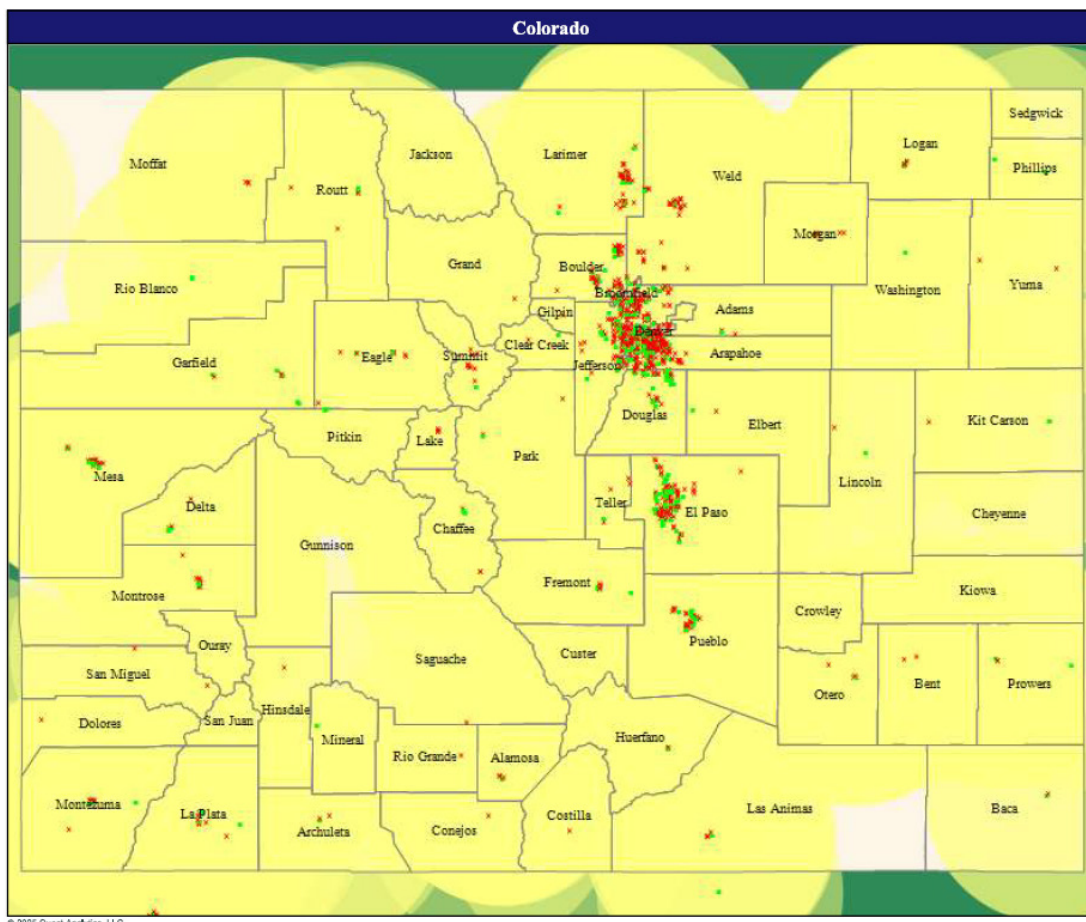 Colorado
Sedgwick
Logan
Moffat
Jackson
Larimer
Phillips
Routt
Weld
Morgan
Grand
Boulder
Rio Blanco
Washington
Yuma
Broomfield
Gilpin
Adams
Denver
Clear Creek
Eagle
Summit
Arapahoe
Garfield
Jefferson
Douglas
Elbert
Kit Carson
Pitkin
Lake
Park
Mesa
Lincoln
Delta
Teller
El Paso
Cheyenne
Chaffee
Gunnison
Fremont
Kiowa
Montrose
Crowley
Ouray
Pueblo
Custer
Saguache
San Miguel
Bent
Prowers
Otero
Hinsdale
San Juan
Dolores
Mineral
Huerfano
Rio Grande
Alamosa
Montezuma
La Plata
Costilla
Las Animas
Baca
Archuleta
Conejos